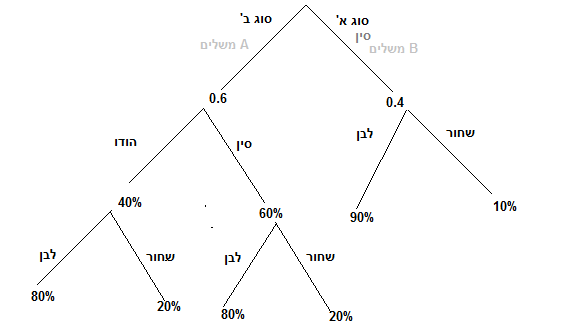 סוג א'
סוג ב'
סין
B משלים
A משלים
0.4
0.6
שחור
לבן
סין
הודו
10%
90%
60%
40%
שחור
לבן
שחור
לבן
20%
80%
20%
80%